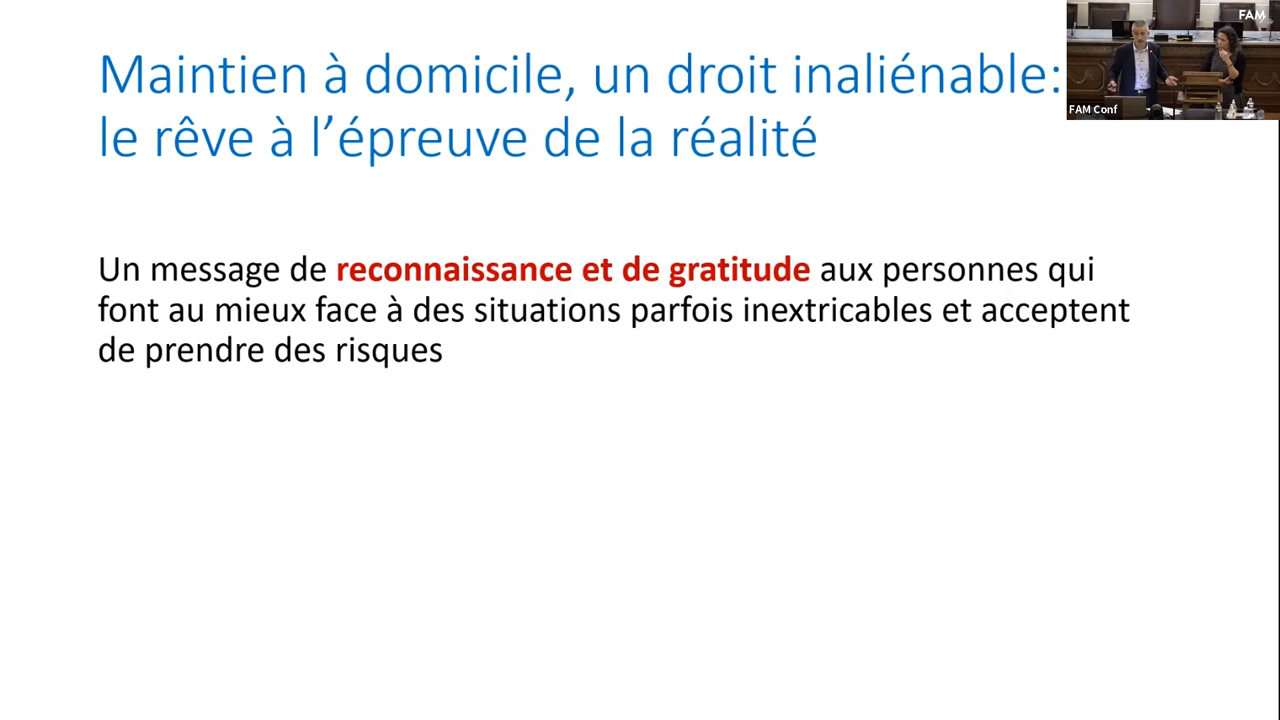 Maintien à domicile, un droit inaliénable:
le rêve à l’épreuve de la réalité
FAM
FAM Conf
Un message de reconnaissance et de gratitude aux personnes qui
font au mieux face à des situations parfois inextricables et acceptent
de prendre des risques